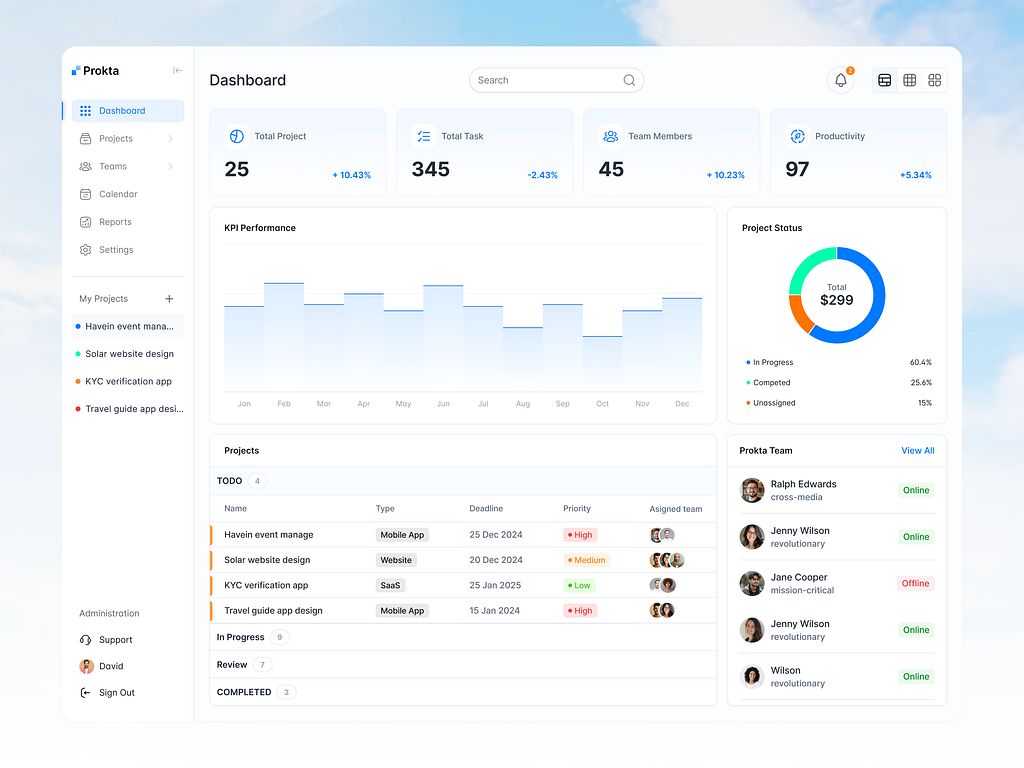 Prokta
Dashboard
Projects
Teams
Calendar
Reports
Settings
My Projects +
Havein event mana...
Solar website design
KYC verification app
Travel guide app desi...
Administration
Support
David
Sign Out
Dashboard
Search
2
Total Project
25 + 10.43%
Total Task
345 -2.43%
Team Members
45 + 10.23%
Productivity
97 +5.34%
KPI Performance
Jan Feb Mar Apr May Jun Jul Aug Sep Oct Nov Dec
Project Status
Total
$299
In Progress 60.4%
Competed 25.6%
Unassigned 15%
Projects
TODO 4
Name Type Deadline Priority Asigned team
Havein event manage Mobile App 25 Dec 2024 High
Solar website design Website 20 Dec 2024 Medium
KYC verification app SaaS 25 Jan 2025 Low
Travel guide app design Mobile App 15 Jan 2024 High
In Progress 9
Review 7
COMPLETED 3
Prokta Team View All
Ralph Edwards
cross-media
Online
Jenny Wilson
revolutionary
Online
Jane Cooper
mission-critical
Offline
Jenny Wilson
revolutionary
Online
Wilson
revolutionary
Online